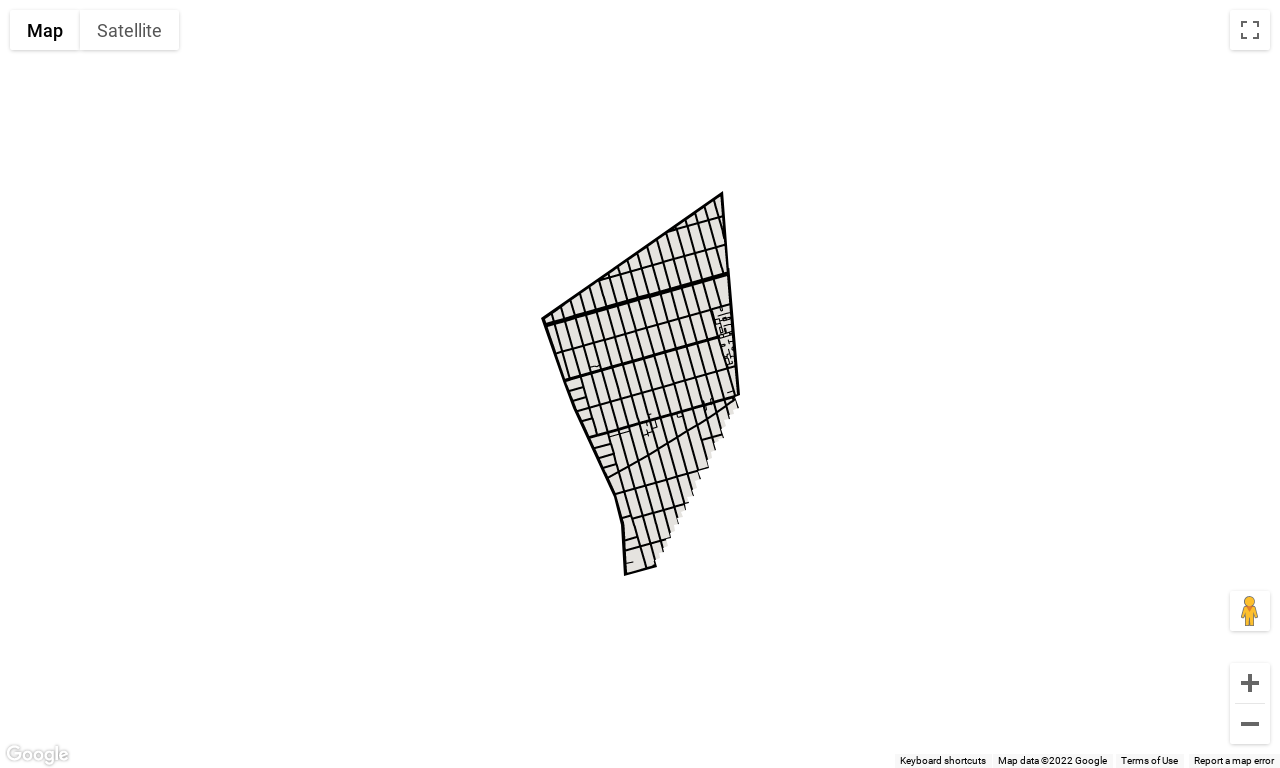 Map Satellite
Google
Keyboard shortcuts Map data ©2022 Google Terms of Use Report a map error